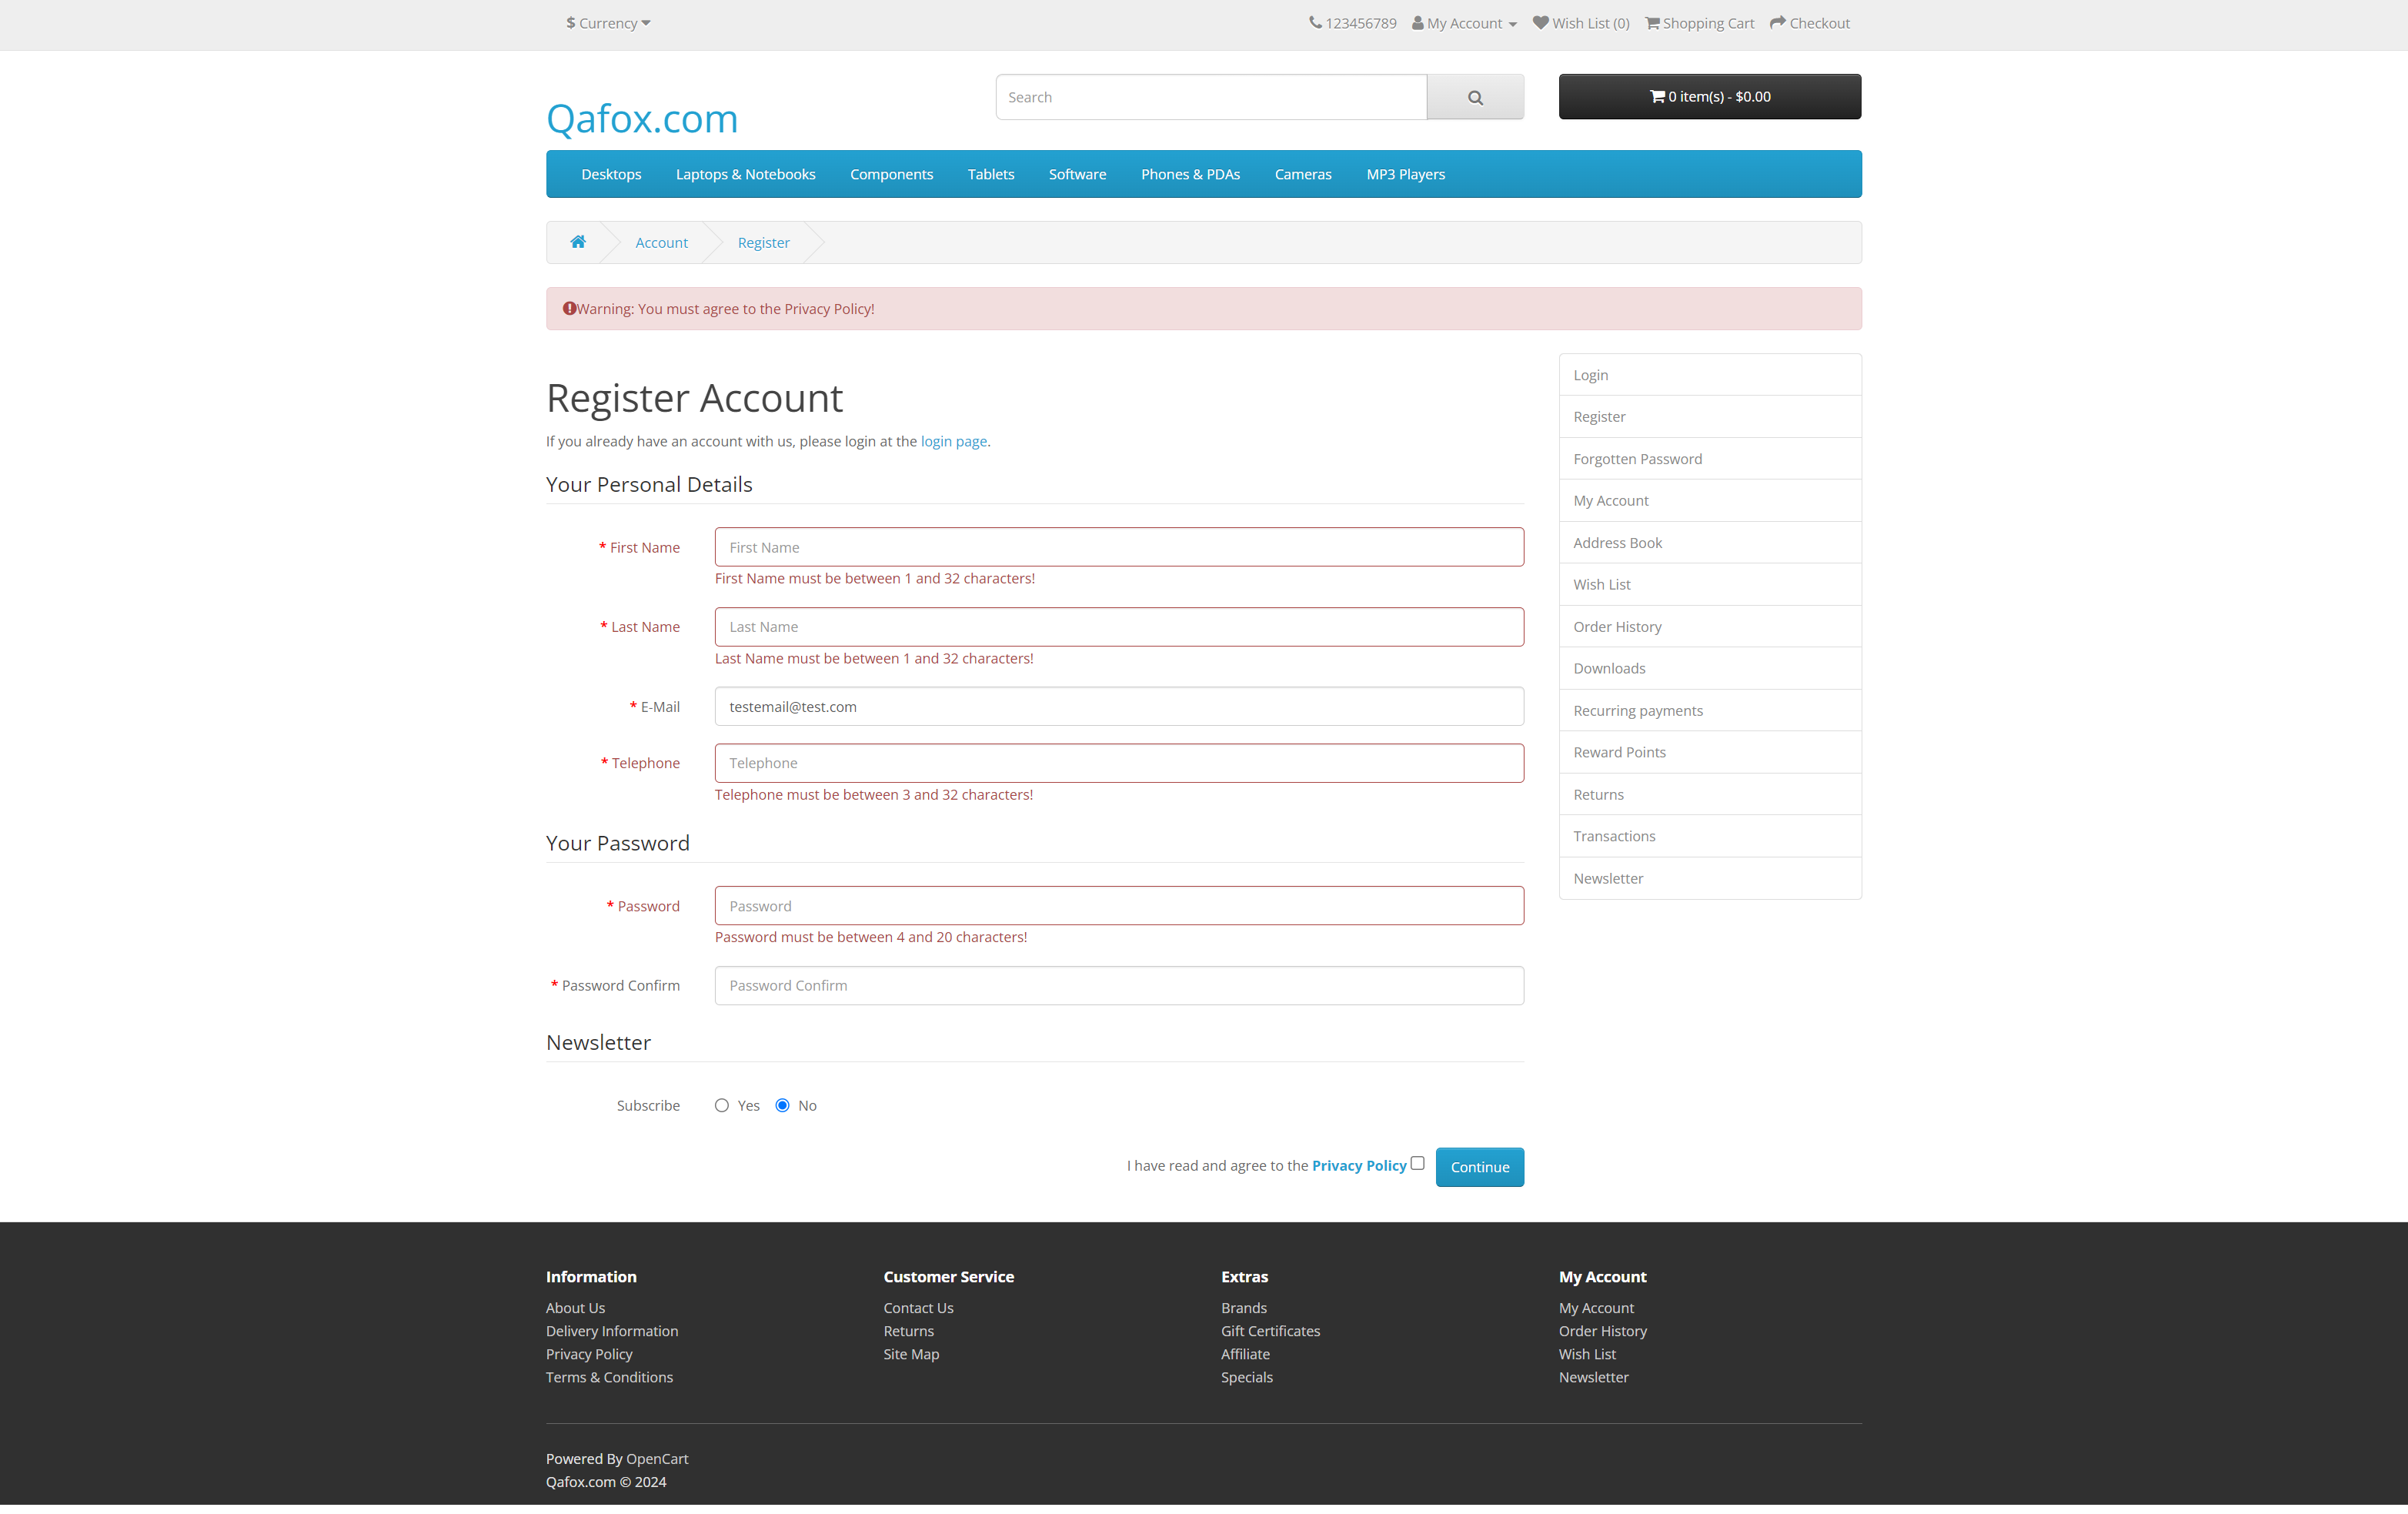 $ Currency
123456789 My Account Wish List (0) Shopping Cart Checkout
Qafox.com
Search
0 item(s) - $0.00
Desktops Laptops & Notebooks Components Tablets Software Phones & PDAs Cameras MP3 Players
Account Register
Warning: You must agree to the Privacy Policy!
Register Account
If you already have an account with us, please login at the login page.
Your Personal Details
* First Name
First Name
First Name must be between 1 and 32 characters!
* Last Name
Last Name
Last Name must be between 1 and 32 characters!
* E-Mail
testemail@test.com
* Telephone
Telephone
Telephone must be between 3 and 32 characters!
Your Password
* Password
Password
Password must be between 4 and 20 characters!
* Password Confirm
Password Confirm
Newsletter
Subscribe Yes No
I have read and agree to the Privacy Policy
Continue
Login
Register
Forgotten Password
My Account
Address Book
Wish List
Order History
Downloads
Recurring payments
Reward Points
Returns
Transactions
Newsletter
Information
About Us
Delivery Information
Privacy Policy
Terms & Conditions
Customer Service
Contact Us
Returns
Site Map
Extras
Brands
Gift Certificates
Affiliate
Specials
My Account
My Account
Order History
Wish List
Newsletter
Powered By OpenCart
Qafox.com © 2024